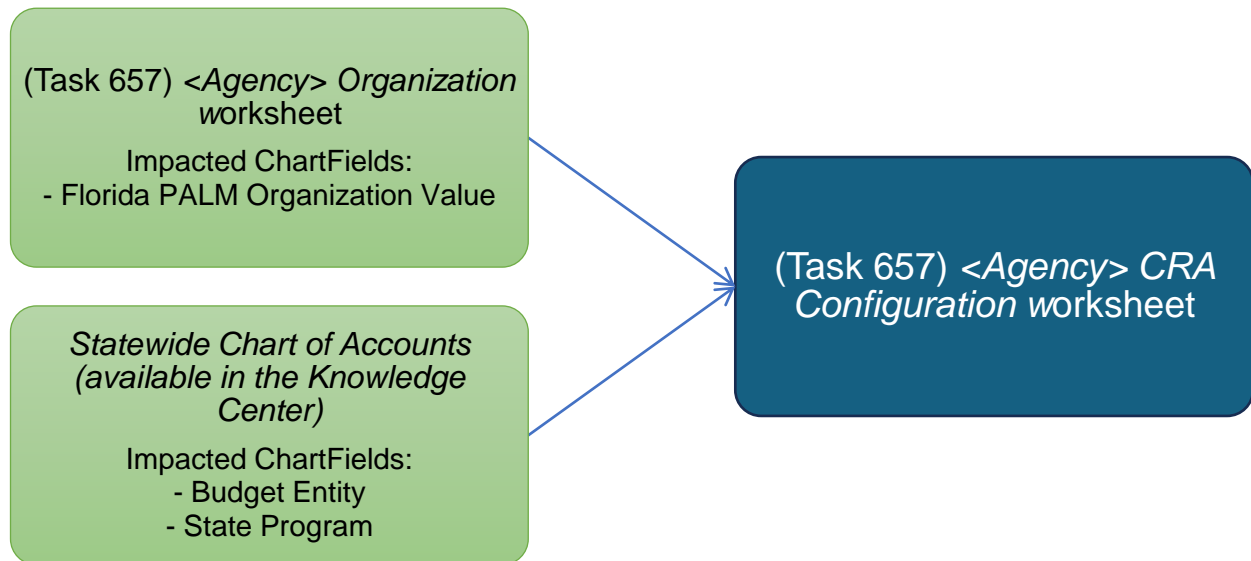 (Task 657) <Agency> Organization
worksheet
Impacted ChartFields:
- Florida PALM Organization Value
Statewide Chart of Accounts
(available in the Knowledge
Center)
Impacted ChartFields:
- Budget Entity
- State Program
(Task 657) <Agency> CRA
Configuration worksheet